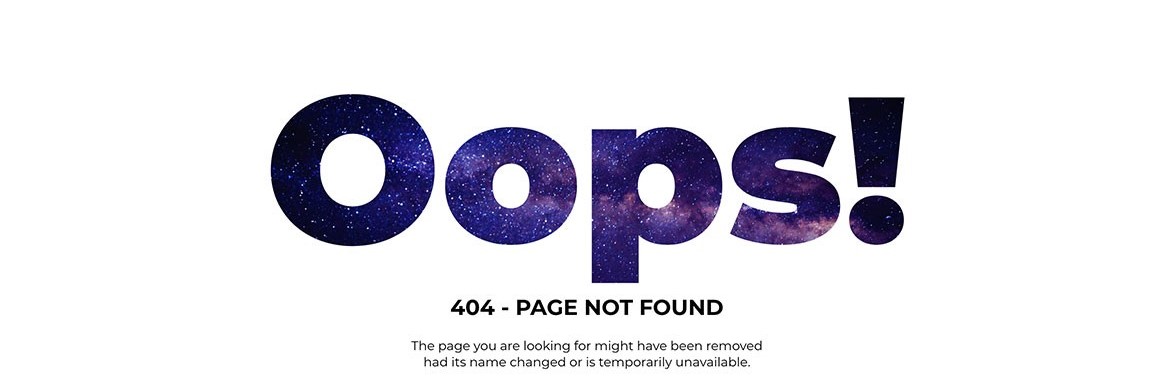 Oops!
404 - PAGE NOT FOUND
The page you are looking for might have been removed
had its name changed or is temporarily unavailable.